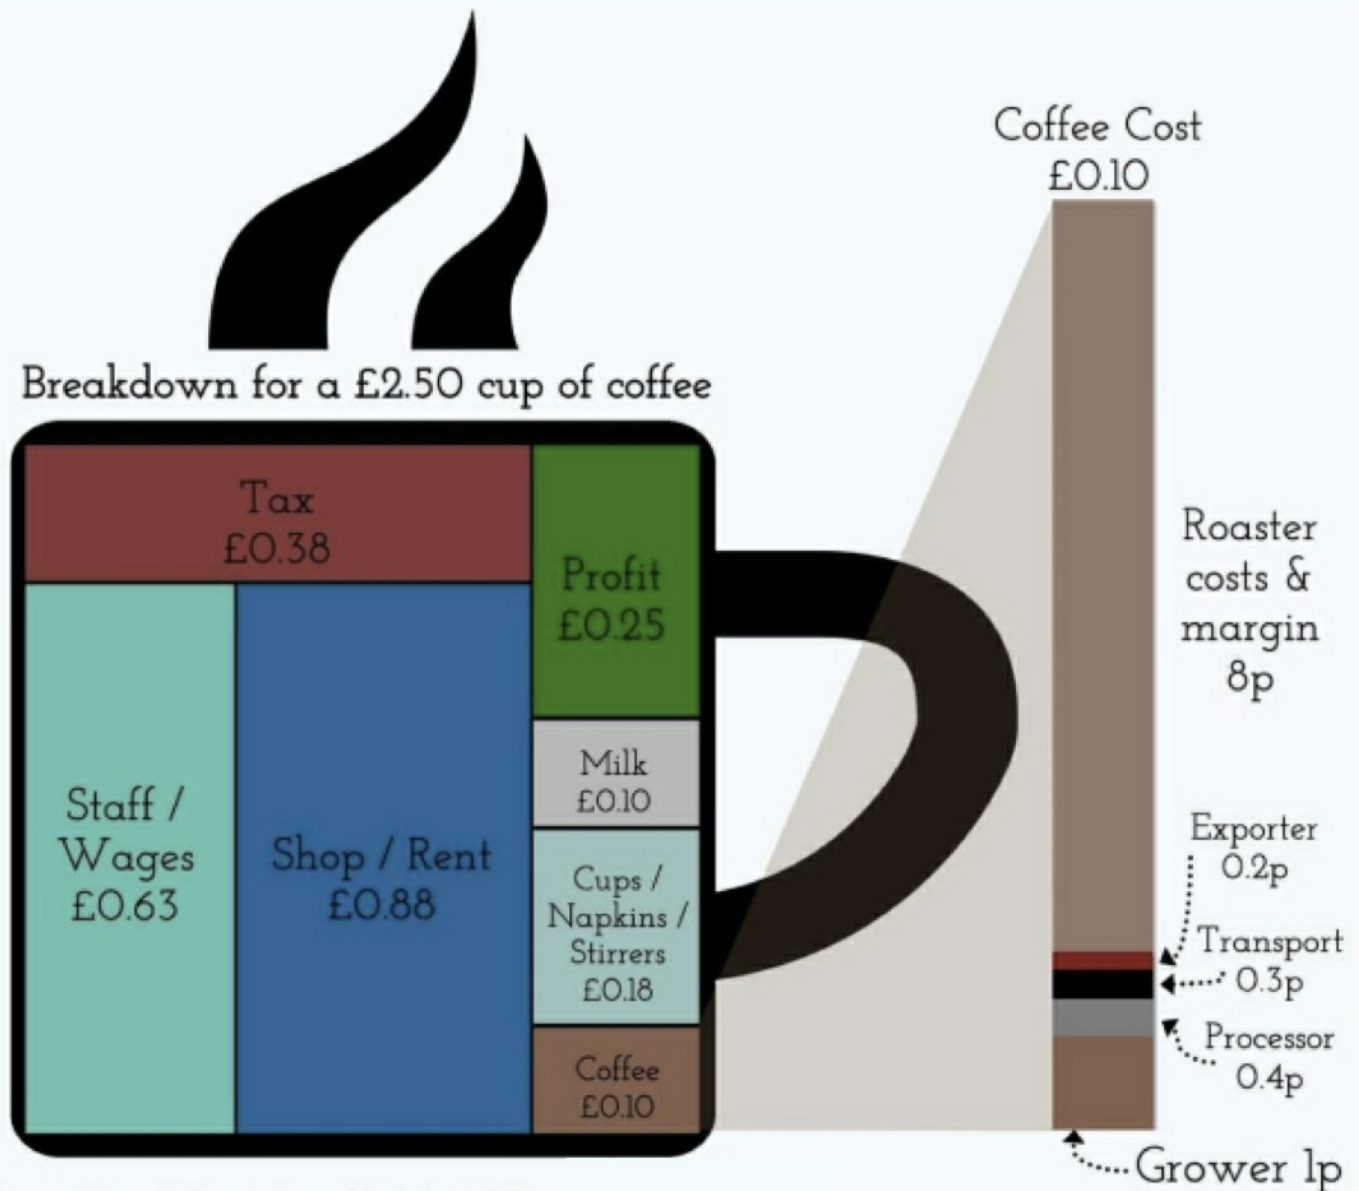 Coffee Cost
£0.10
Breakdown for a £2.50 cup of coffee
Tax
£0.38
Profit
£0.25
Staff /
Wages
£0.63
Shop / Rent
£0.88
Milk
£0.10
Cups /
Napkins /
Stirrers
£0.18
Coffee
£0.10
Roaster
costs &
margin
8p
Exporter
0.2p
Transport
0.3p
Processor
0.4p
Grower 1p